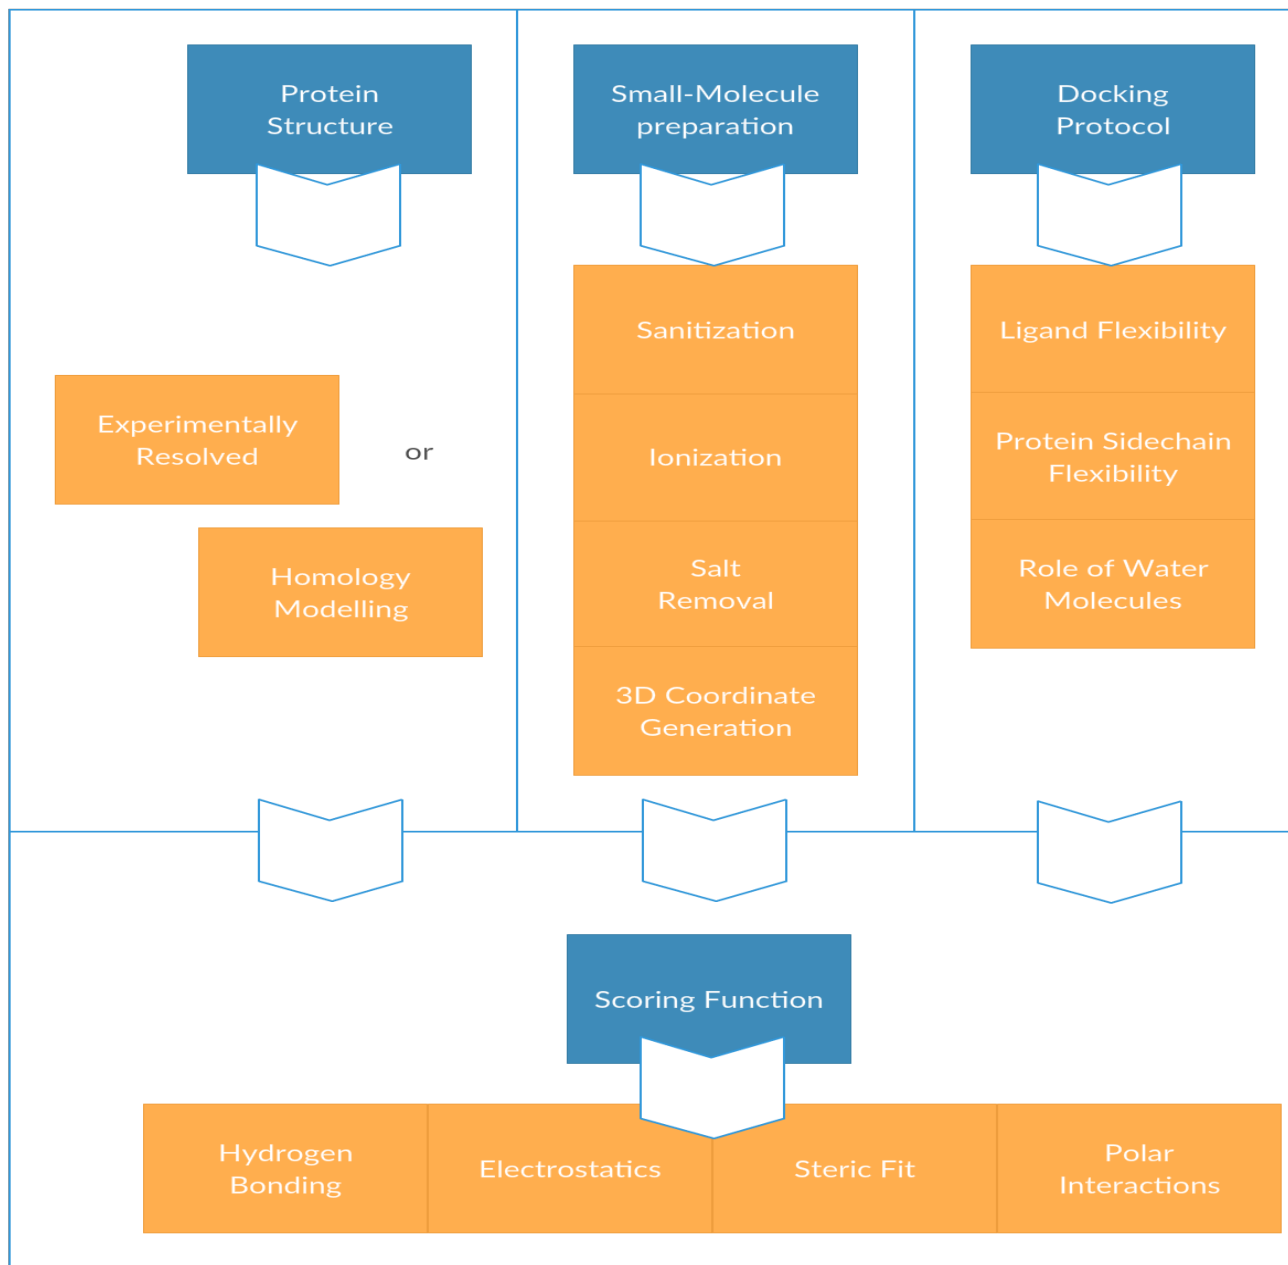 Protein
Structure
Small-Molecule
preparation
Docking
Protocol
Experimentally
Resolved
or
Homology
Modelling
Sanitization
Ionization
Salt
Removal
3D Coordinate
Generation
Ligand Flexibility
Protein Sidechain
Flexibility
Role of Water
Molecules
Scoring Function
Hydrogen
Bonding
Electrostatics
Steric Fit
Polar
Interactions